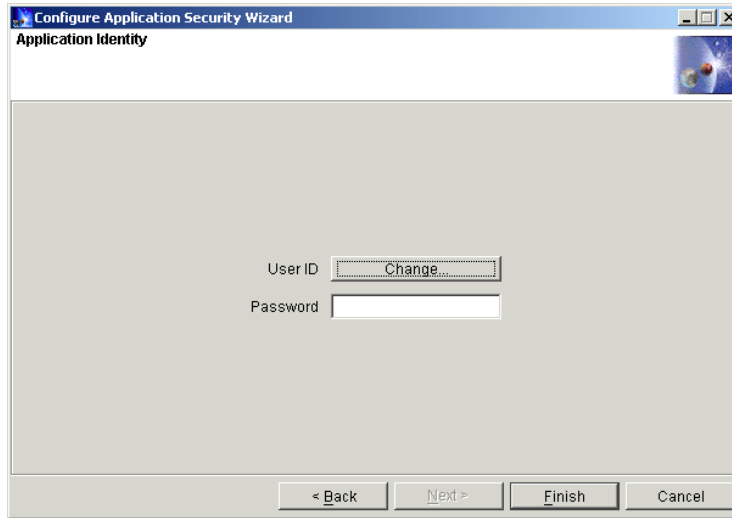 Configure Application Security Wizard
Application Identity
User ID Change...
Password
< Back Next > Finish Cancel